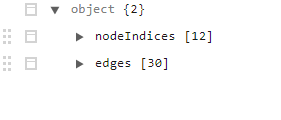 object {2}
nodeIndices [12]
edges [30]